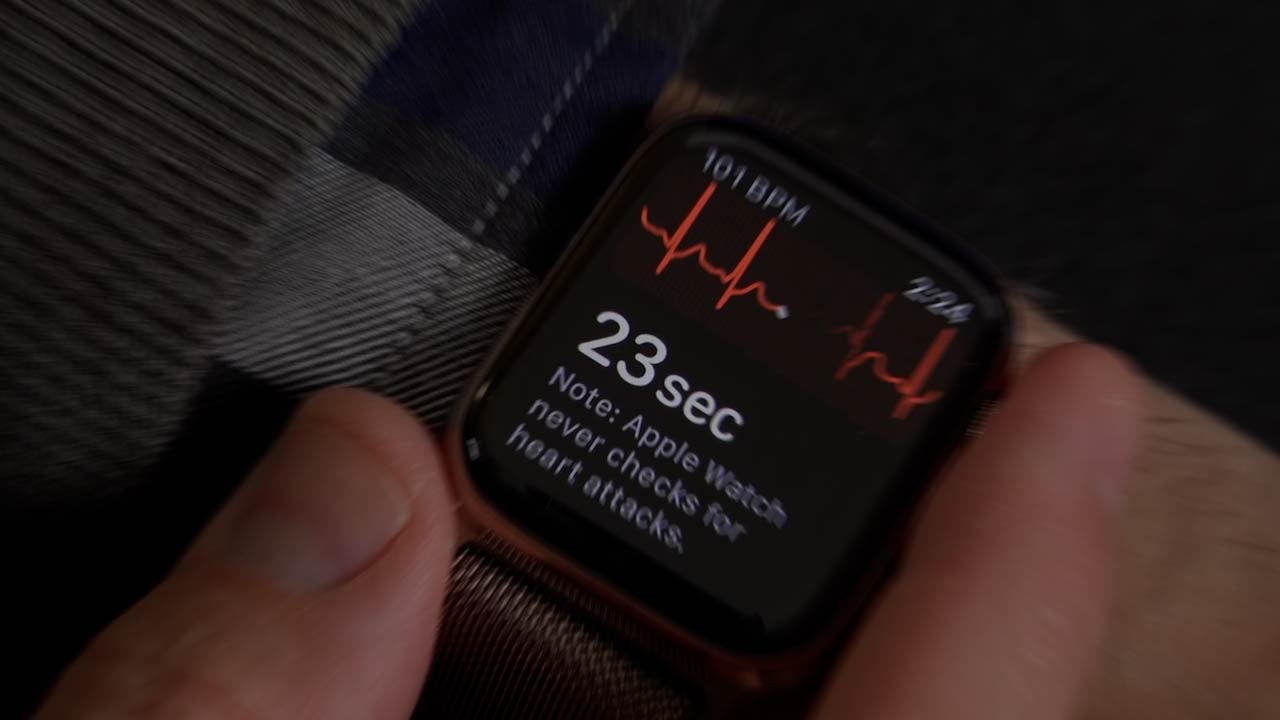 101 BPM
2:24
23 sec
Note: Apple Watch
never checks for
heart attacks.